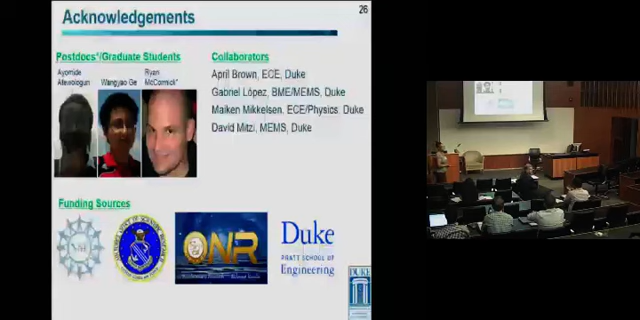 Acknowledgements
26
Postdocs*/Graduate Students
Ayomide
Atewologun
Wangyao Ge
Ryan
McCormick*
Collaborators
April Brown, ECE, Duke
Gabriel López, BME/MEMS, Duke
Maiken Mikkelsen, ECE/Physics, Duke
David Mitzi, MEMS, Duke
Funding Sources
ONR
Duke
PRATT SCHOOL OF
Engineering
DUKE